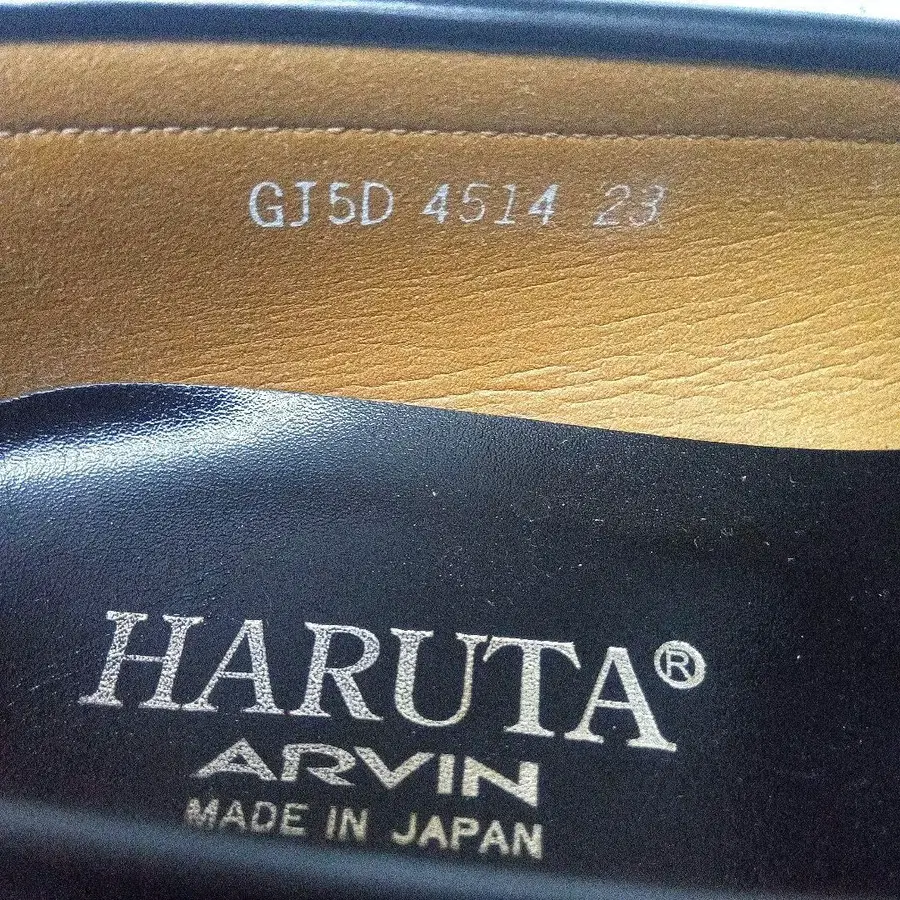 GJ5D 4514 23
HARUTA®
ARVIN
MADE IN JAPAN